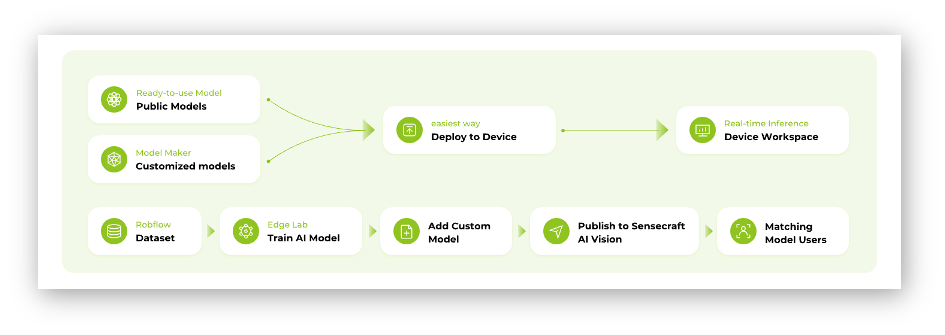 Ready-to-use Model
Public Models
Model Maker
Customized models
easiest way
Deploy to Device
Real-time Inference
Device Workspace
Robflow
Dataset
Edge Lab
Train AI Model
Add Custom
Model
Publish to Sensecraft
AI Vision
Matching
Model Users